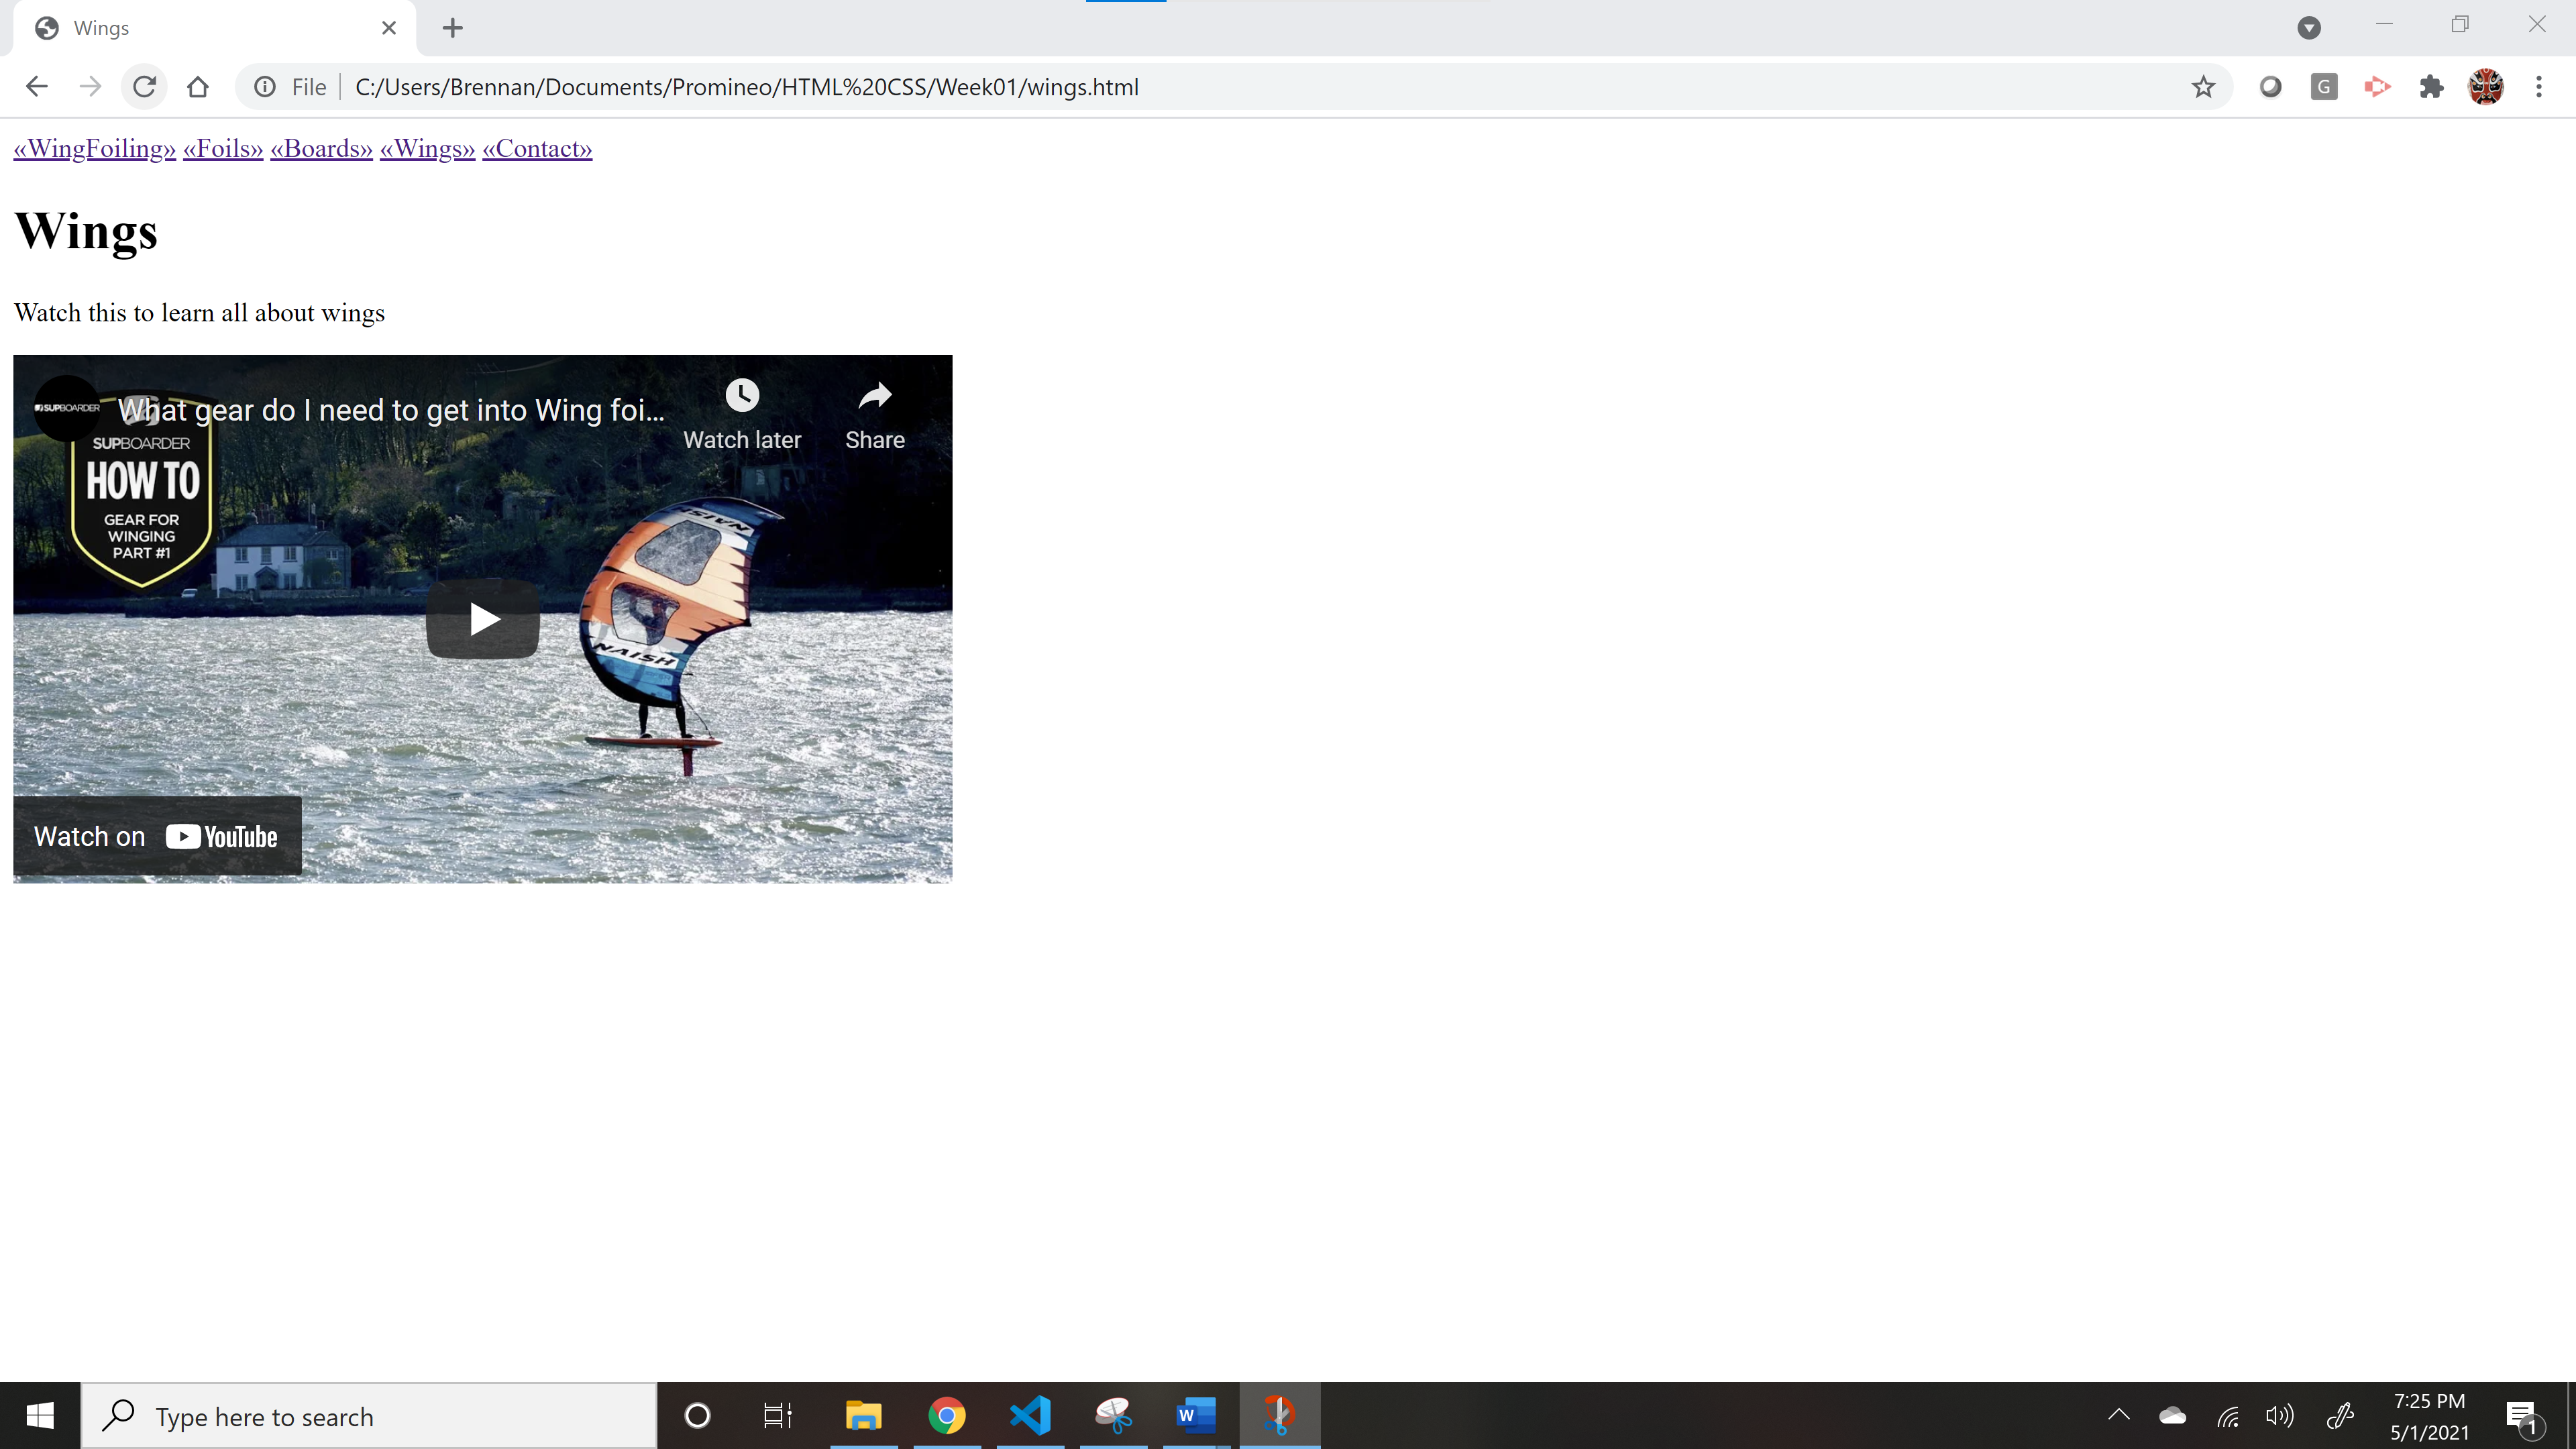 Wings
File
C:/Users/Brennan/Documents/Promineo/HTML%20CSS/Week01/wings.html
G
«WingFoiling» «Foils» «Boards» «Wings» «Contact»
Wings
Watch this to learn all about wings
SUPBOARDER
What gear do I need to get into Wing foi...
Watch later
Share
SUPBOARDER
HOW TO
GEAR FOR
WINGING
PART #1
NAISH
NAISH
Watch on YouTube
Type here to search
W
7:25 PM
5/1/2021
1